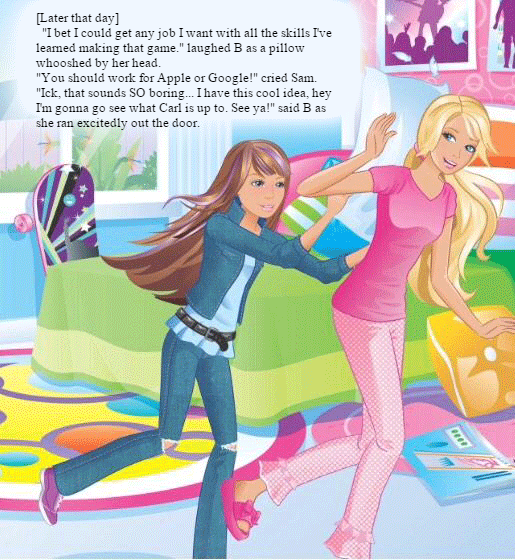 [Later that day]
"I bet I could get any job I want with all the skills I've
learned making that game." laughed B as a pillow
whooshed by her head.
"You should work for Apple or Google!" cried Sam.
"Ick, that sounds SO boring... I have this cool idea, hey
I'm gonna go see what Carl is up to. See ya!" said B as
she ran excitedly out the door.